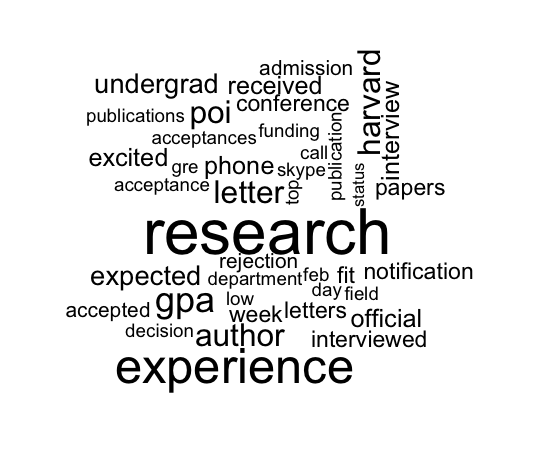 admission
undergrad received
harvard
publications poi conference
interview
acceptances funding
publication
excited gre phone skype call
status
acceptance letter top papers
research
rejection
expected department feb fit notification
day field
accepted gpa low
week letters official
decision author interviewed
experience